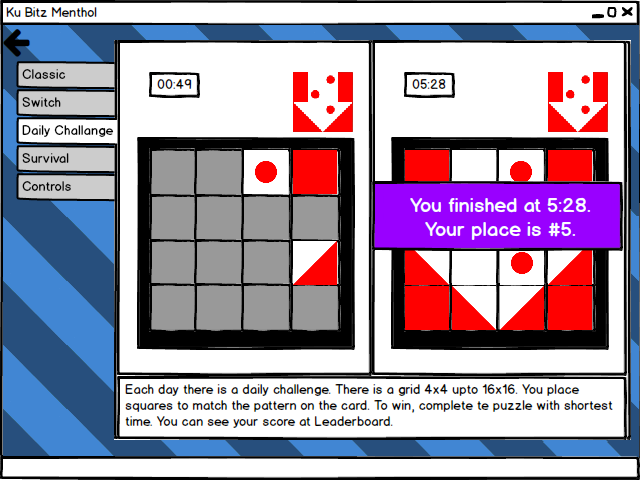 Ku Bitz Menthol
Classic
Switch
Daily Challange
Survival
Controls
00:49
05:28
You finished at 5:28.
Your place is #5.
Each day there is a daily challenge. There is a grid 4x4 upto 16x16. You place
squares to match the pattern on the card. To win, complete te puzzle with shortest
time. You can see your score at Leaderboard.